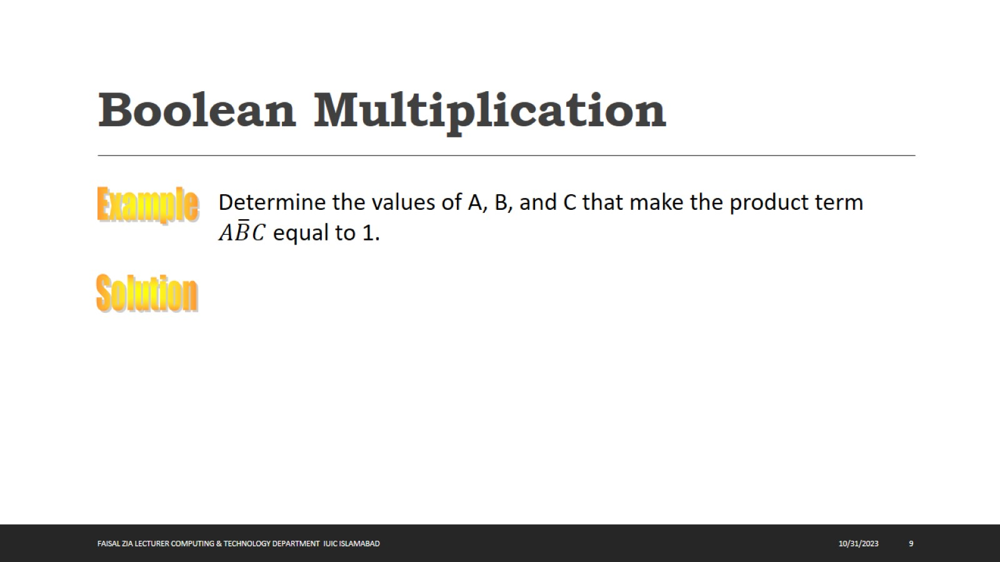 Boolean Multiplication
Example
Determine the values of A, B, and C that make the product term
AB̅C equal to 1.
Solution
FAISAL ZIA LECTURER COMPUTING & TECHNOLOGY DEPARTMENT IUIC ISLAMABAD
10/31/2023
9